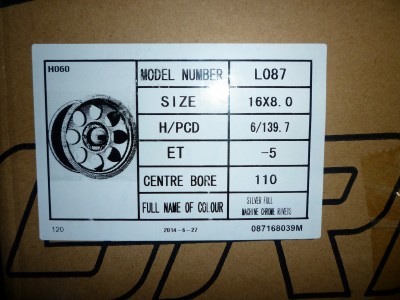 H060
MODEL NUMBER L087
SIZE 16X8.0
H/PCD 6/139.7
ET -5
CENTRE BORE 110
FULL NAME OF COLOUR SILVER FULL
MACHINE CHROME RIVERS
120 2014-6-27 087168039M